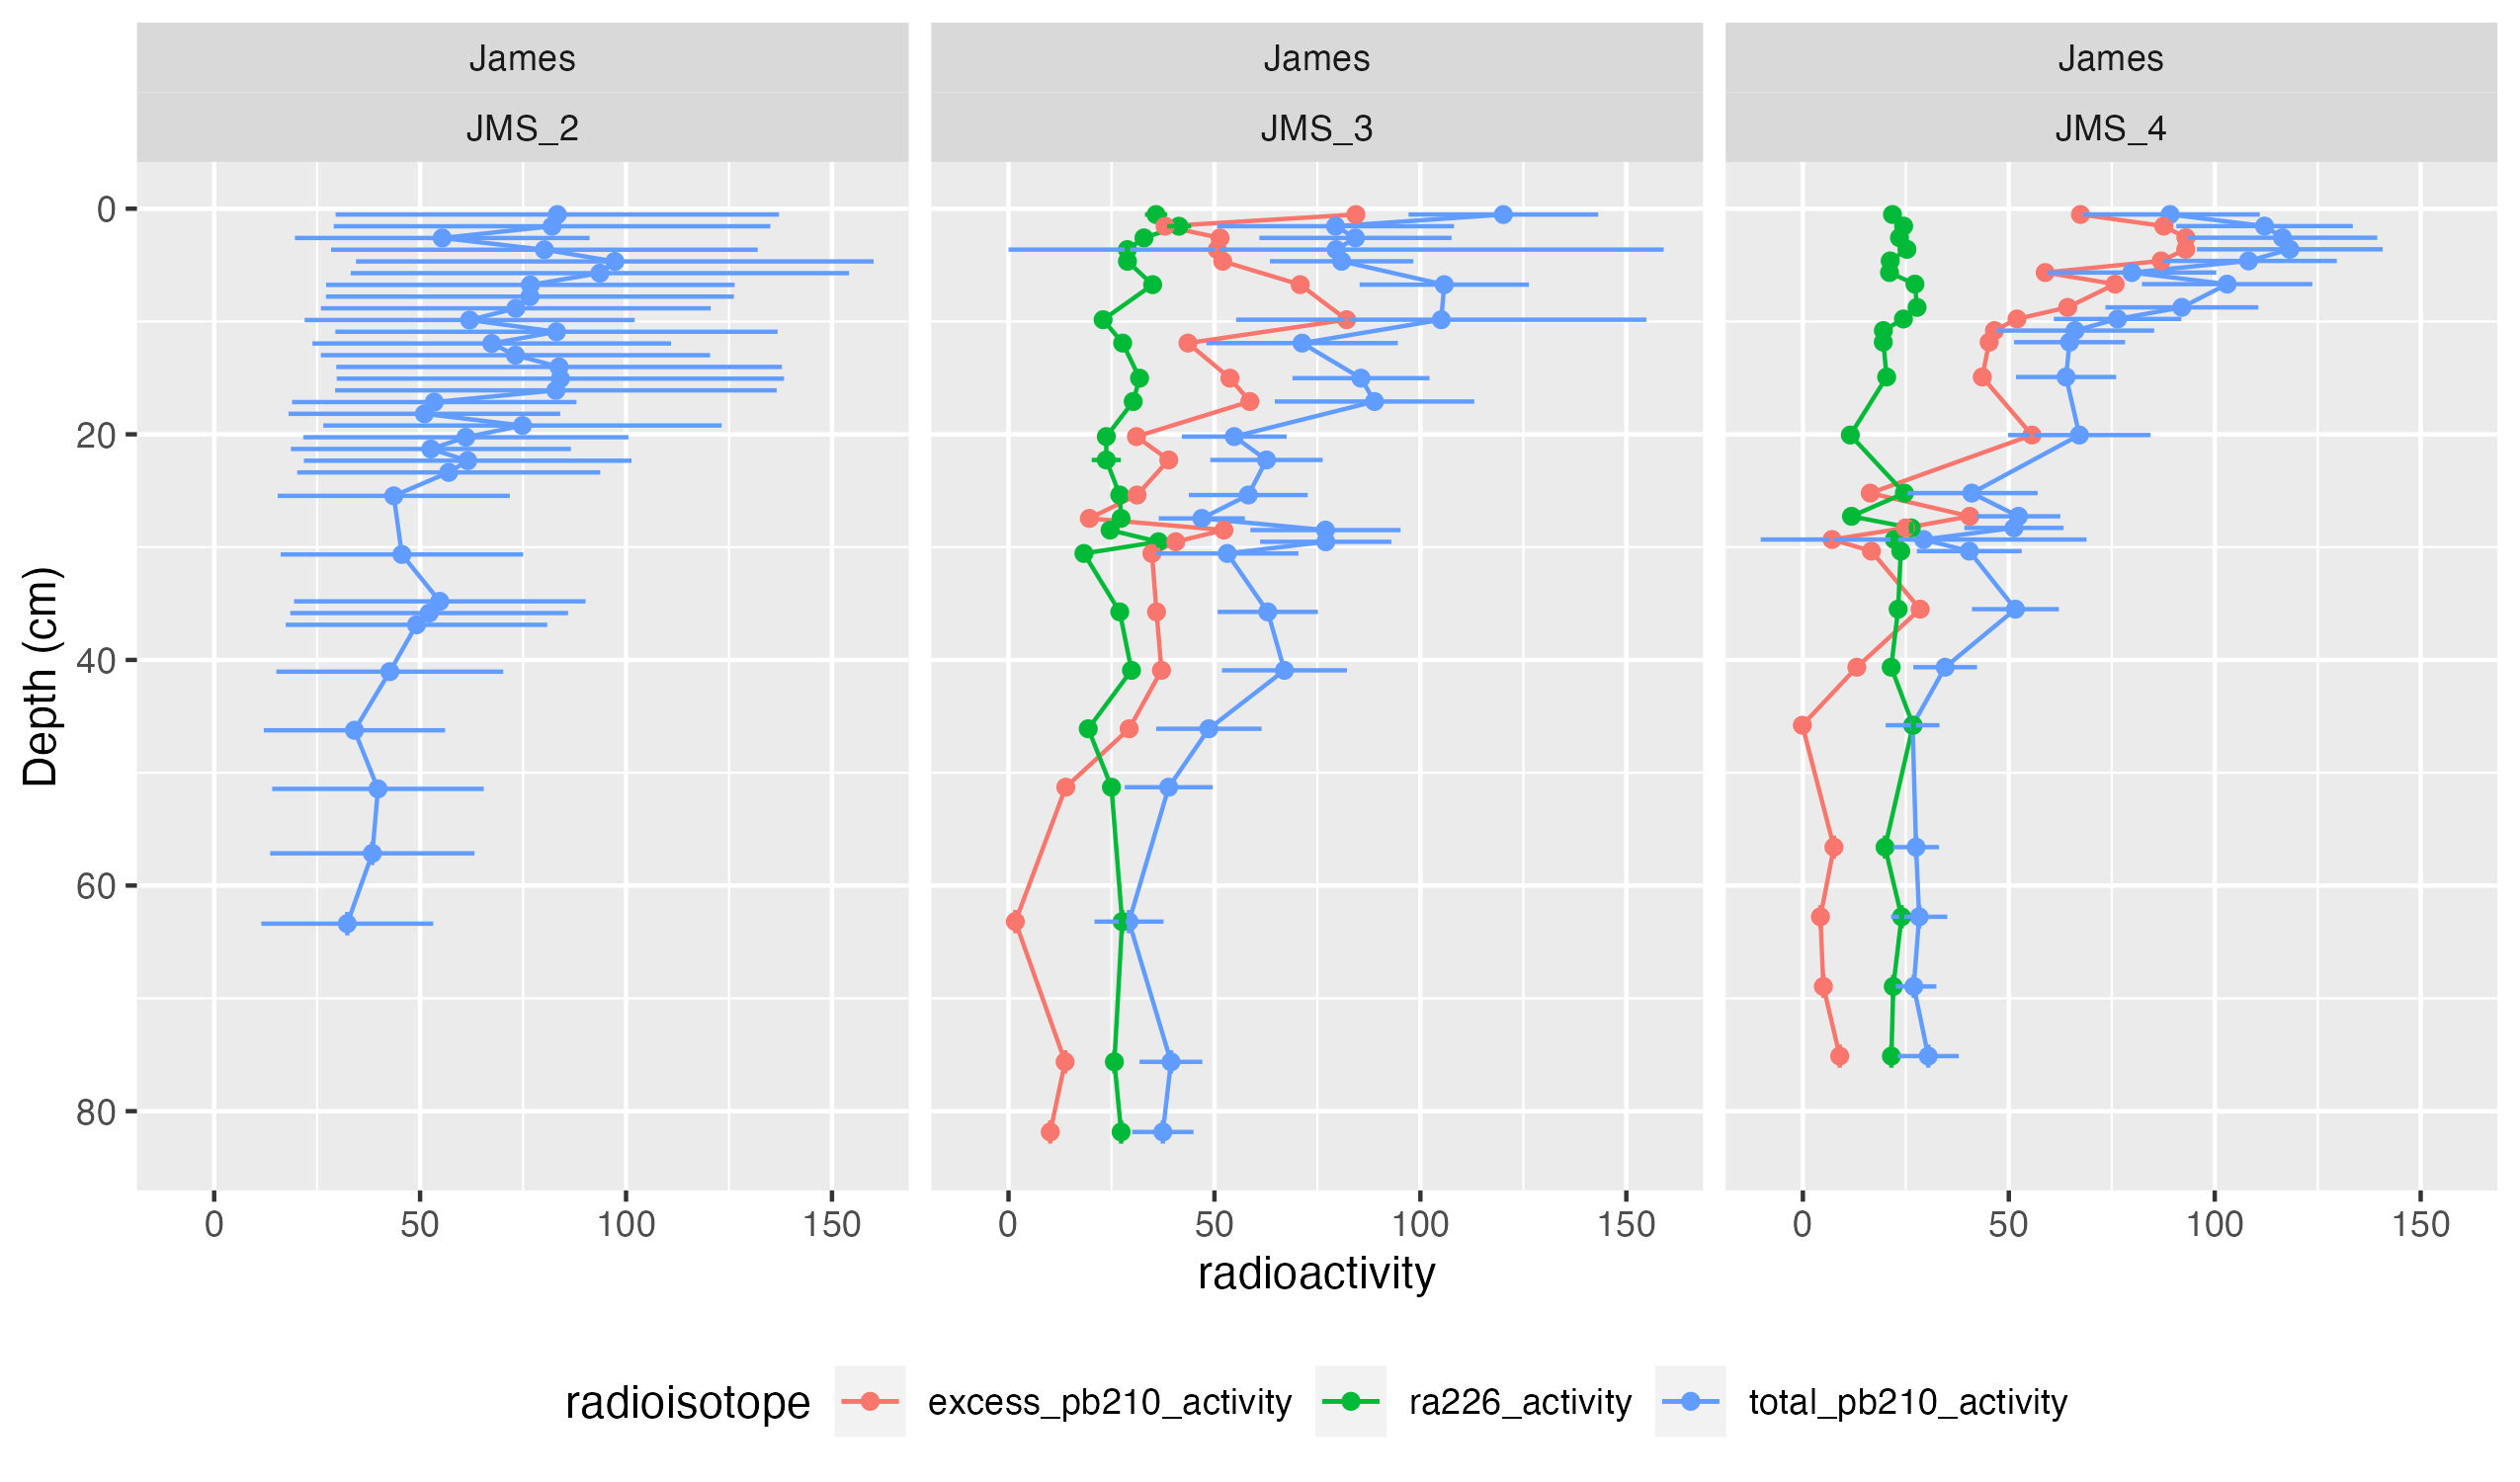 James James James
JMS_2 JMS_3 JMS_4
Depth (cm)
0
20
40
60
80
0 50 100 150 0 50 100 150 0 50 100 150
radioactivity
radioisotope excess_pb210_activity ra226_activity total_pb210_activity